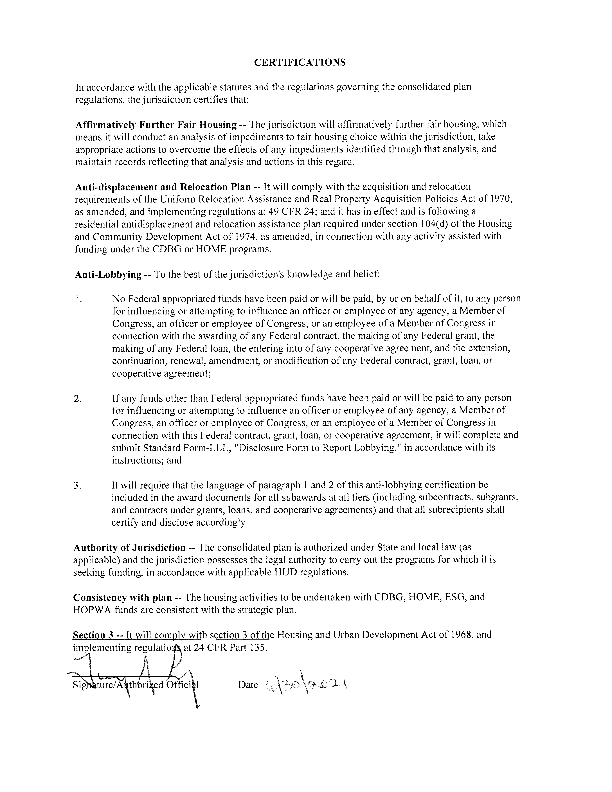 CERTIFICATIONS
In accordance with the applicable statutes and the regulations governing the consolidated plan
regulations, the jurisdiction certifies that:
Affirmatively Further Fair Housing -- The jurisdiction will affirmatively further fair housing, which
means it will conduct an analysis of impediments to fair housing choice within the jurisdiction, take
appropriate actions to overcome the effects of any impediments identified through that analysis, and
maintain records reflecting that analysis and actions in this regard.
Anti-displacement and Relocation Plan -- It will comply with the acquisition and relocation
requirements of the Uniform Relocation Assistance and Real Property Acquisition Policies Act of 1970,
as amended, and implementing regulations at 49 CFR 24; and it has in effect and is following a
residential antidisplacement and relocation assistance plan required under section 104(d) of the Housing
and Community Development Act of 1974, as amended, in connection with any activity assisted with
funding under the CDBG or HOME programs.
Anti-Lobbying -- To the best of the jurisdiction's knowledge and belief:
1. No Federal appropriated funds have been paid or will be paid, by or on behalf of it, to any person
for influencing or attempting to influence an officer or employee of any agency, a Member of
Congress, an officer or employee of Congress, or an employee of a Member of Congress in
connection with the awarding of any Federal contract, the making of any Federal grant, the
making of any Federal loan, the entering into of any cooperative agreement, and the extension,
continuation, renewal, amendment, or modification of any Federal contract, grant, loan, or
cooperative agreement;
2. If any funds other than Federal appropriated funds have been paid or will be paid to any person
for influencing or attempting to influence an officer or employee of any agency, a Member of
Congress, an officer or employee of Congress, or an employee of a Member of Congress in
connection with this Federal contract, grant, loan, or cooperative agreement, it will complete and
submit Standard Form-LLL, "Disclosure Form to Report Lobbying," in accordance with its
instructions; and
3. It will require that the language of paragraph 1 and 2 of this anti-lobbying certification be
included in the award documents for all subawards at all tiers (including subcontracts, subgrants,
and contracts under grants, loans, and cooperative agreements) and that all subrecipients shall
certify and disclose accordingly
Authority of Jurisdiction -- The consolidated plan is authorized under State and local law (as
applicable) and the jurisdiction possesses the legal authority to carry out the programs for which it is
seeking funding, in accordance with applicable HUD regulations.
Consistency with plan -- The housing activities to be undertaken with CDBG, HOME, ESG, and
HOPWA funds are consistent with the strategic plan.
Section 3 -- It will comply with section 3 of the Housing and Urban Development Act of 1968, and
implementing regulations at 24 CFR Part 135.
Signature/Authorized Official Date